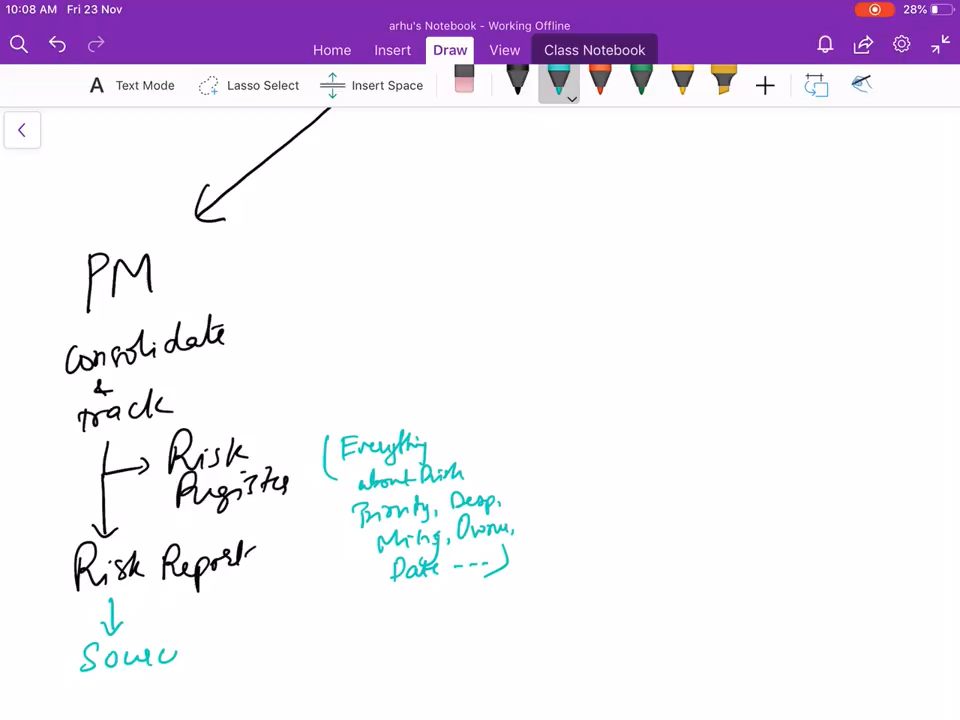 10:08 AM Fri 23 Nov
28%
arhu's Notebook - Working Offline
Home Insert Draw View Class Notebook
A Text Mode Lasso Select Insert Space
PM
Consolidate
&
Track
Risk
Register
(Everything
about Risk
Priority, Desp,
Mitig, Owner,
Date ---)
Risk Report
Sourc